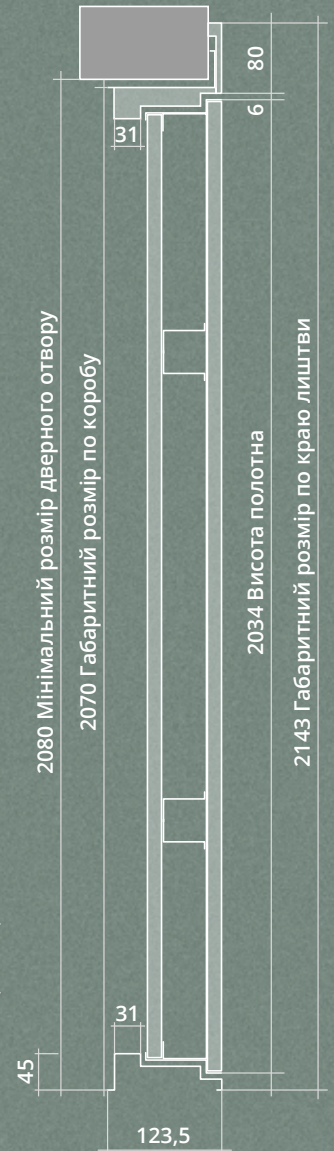 80
6
31
2080 Мінімальний розмір дверного отвору
2070 Габаритний розмір по коробу
2034 Висота полотна
2143 Габаритний розмір по краю лиштви
31
45
123,5